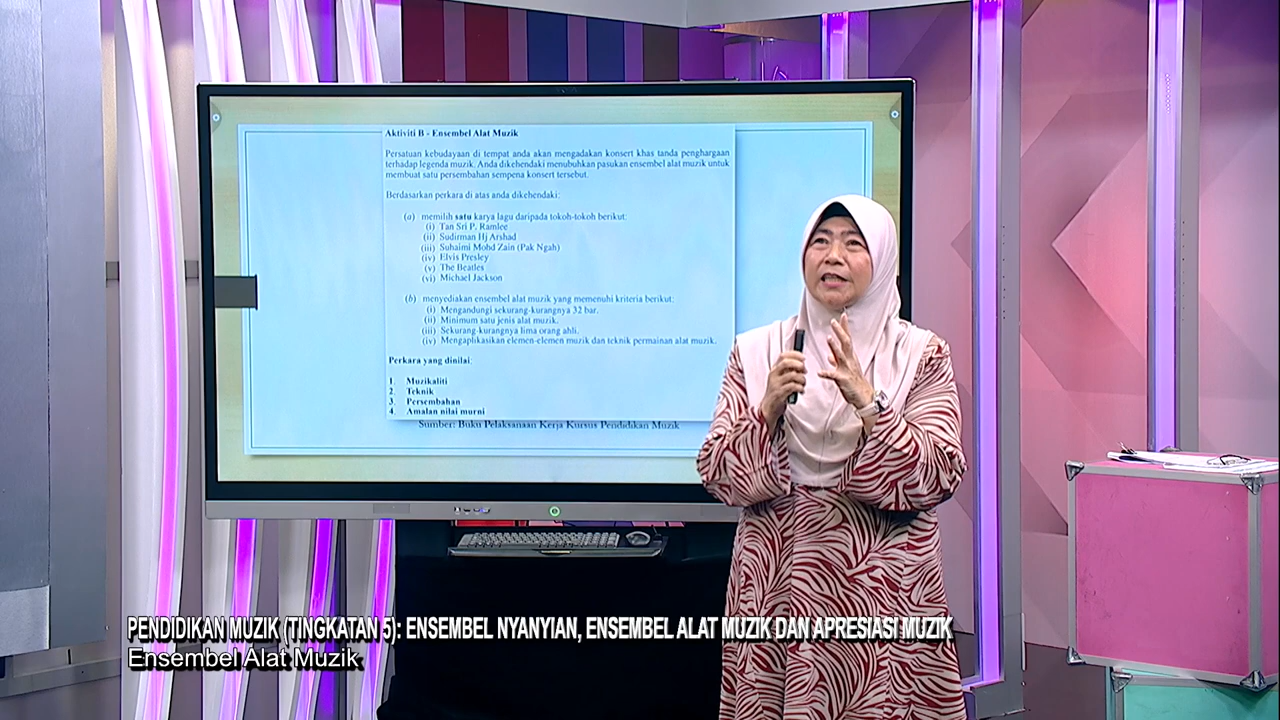 Aktiviti B - Ensembel Alat Muzik
Persatuan kebudayaan di tempat anda akan mengadakan konsert khas tanda penghargaan
terhadap legenda muzik. Anda dikehendaki menubuhkan pasukan ensembel alat muzik untuk
membuat satu persembahan sempena konsert tersebut.
Berdasarkan perkara di atas anda dikehendaki:
(a) memilih satu karya lagu daripada tokoh-tokoh berikut:
(i) Tan Sri P. Ramlee
(ii) Sudirman Hj Arshad
(iii) Suhaimi Mohd Zain (Pak Ngah)
(iv) Elvis Presley
(v) The Beatles
(vi) Michael Jackson
(b) menyediakan ensembel alat muzik yang memenuhi kriteria berikut:
(i) Mengandungi sekurang-kurangnya 32 bar.
(ii) Minimum satu jenis alat muzik.
(iii) Sekurang-kurangnya lima orang ahli.
(iv) Mengaplikasikan elemen-elemen muzik dan teknik permainan alat muzik.
Perkara yang dinilai:
1. Muzikaliti
2. Teknik
3. Persembahan
4. Amalan nilai murni
Sumber: Buku Pelaksanaan Kerja Kursus Pendidikan Muzik
PENDIDIKAN MUZIK (TINGKATAN 5): ENSEMBEL NYANYIAN, ENSEMBEL ALAT MUZIK DAN APRESIASI MUZIK
Ensembel Alat Muzik